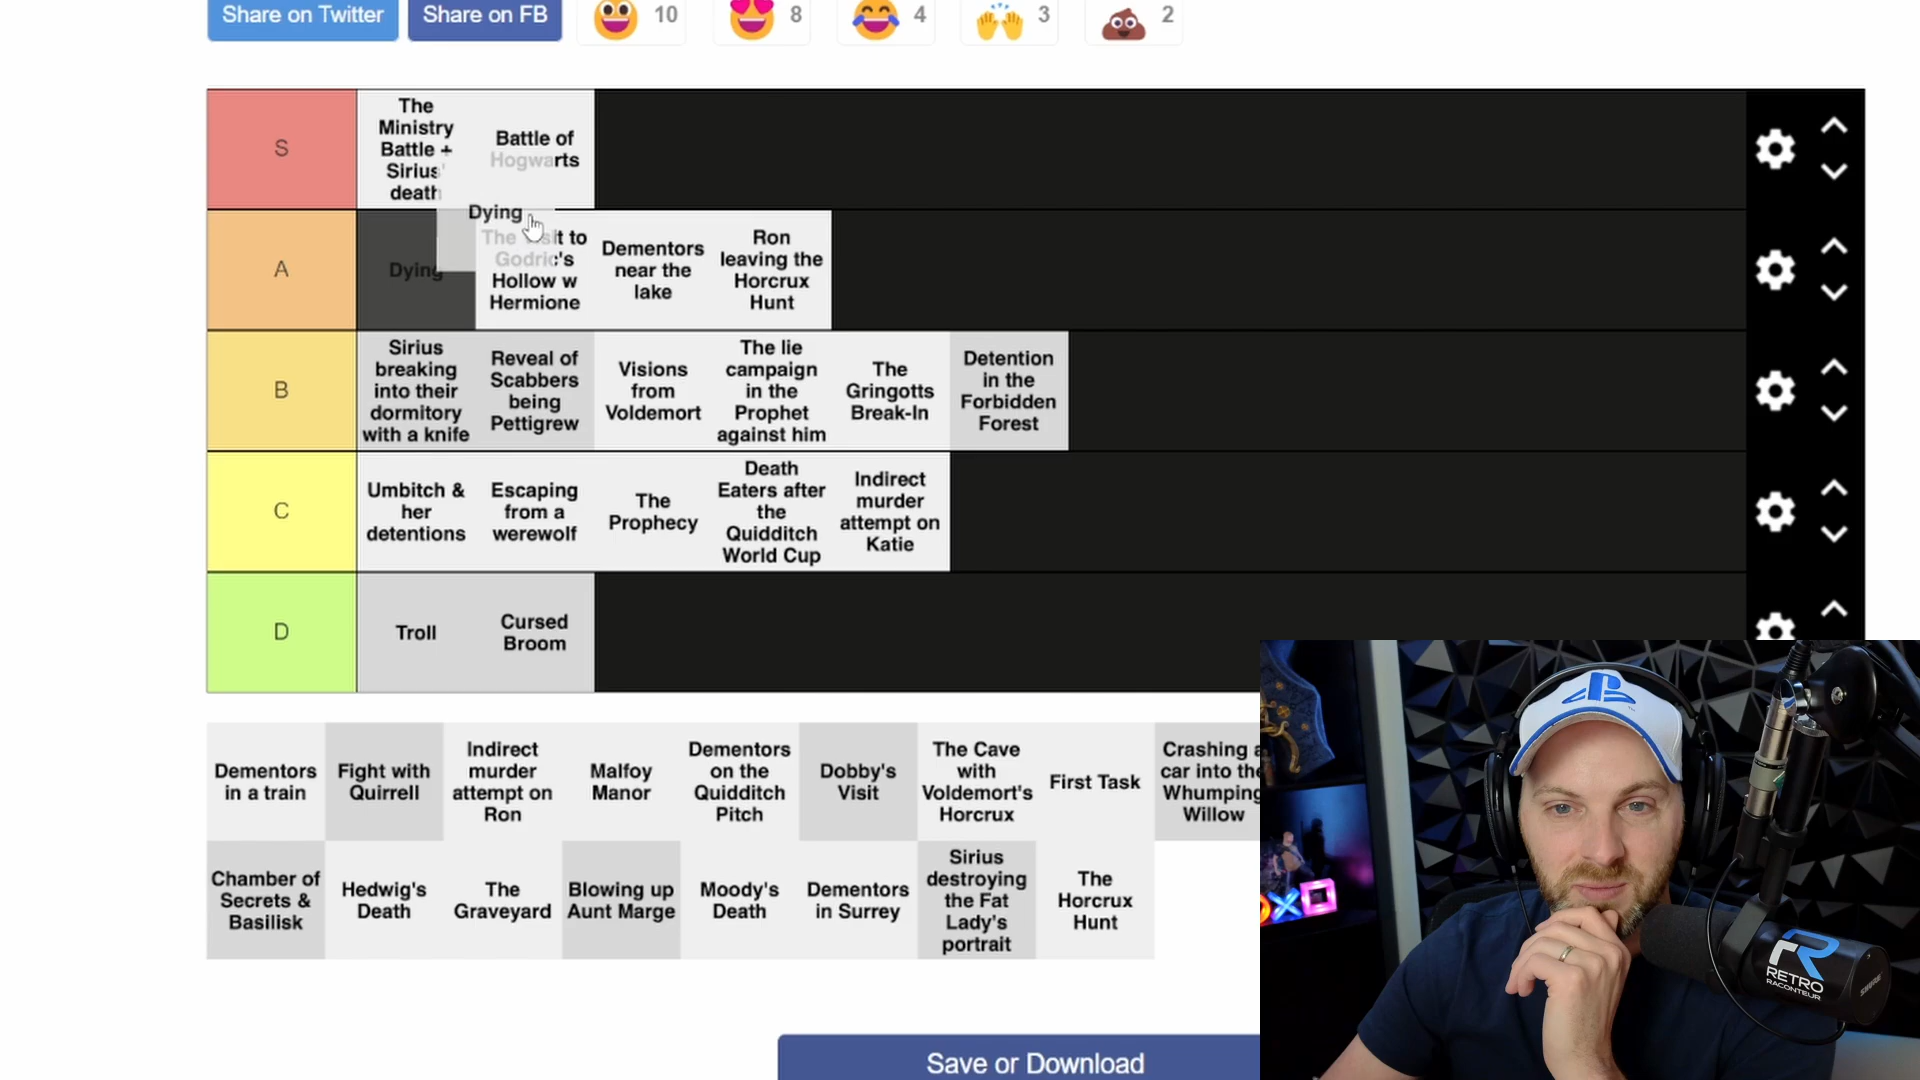 Share on Twitter
Share on FB
10
8
4
3
2
S
The
Ministry
Battle +
Sirius'
death
Battle of
Hogwarts
A
Dying
Dying
The Visit to
Godric's
Hollow w
Hermione
Dementors
near the
lake
Ron
leaving the
Horcrux
Hunt
B
Sirius
breaking
into their
dormitory
with a knife
Reveal of
Scabbers
being
Pettigrew
Visions
from
Voldemort
The lie
campaign
in the
Prophet
against him
The
Gringotts
Break-In
Detention
in the
Forbidden
Forest
C
Umbitch &
her
detentions
Escaping
from a
werewolf
The
Prophecy
Death
Eaters after
the
Quidditch
World Cup
Indirect
murder
attempt on
Katie
D
Troll
Cursed
Broom
Dementors
in a train
Fight with
Quirrell
Indirect
murder
attempt on
Ron
Malfoy
Manor
Dementors
on the
Quidditch
Pitch
Dobby's
Visit
The Cave
with
Voldemort's
Horcrux
First Task
Crashing a
car into the
Whumping
Willow
Chamber of
Secrets &
Basilisk
Hedwig's
Death
The
Graveyard
Blowing up
Aunt Marge
Moody's
Death
Dementors
in Surrey
Sirius
destroying
the Fat
Lady's
portrait
The
Horcrux
Hunt
Save or Download
RETRO
RACONTEUR